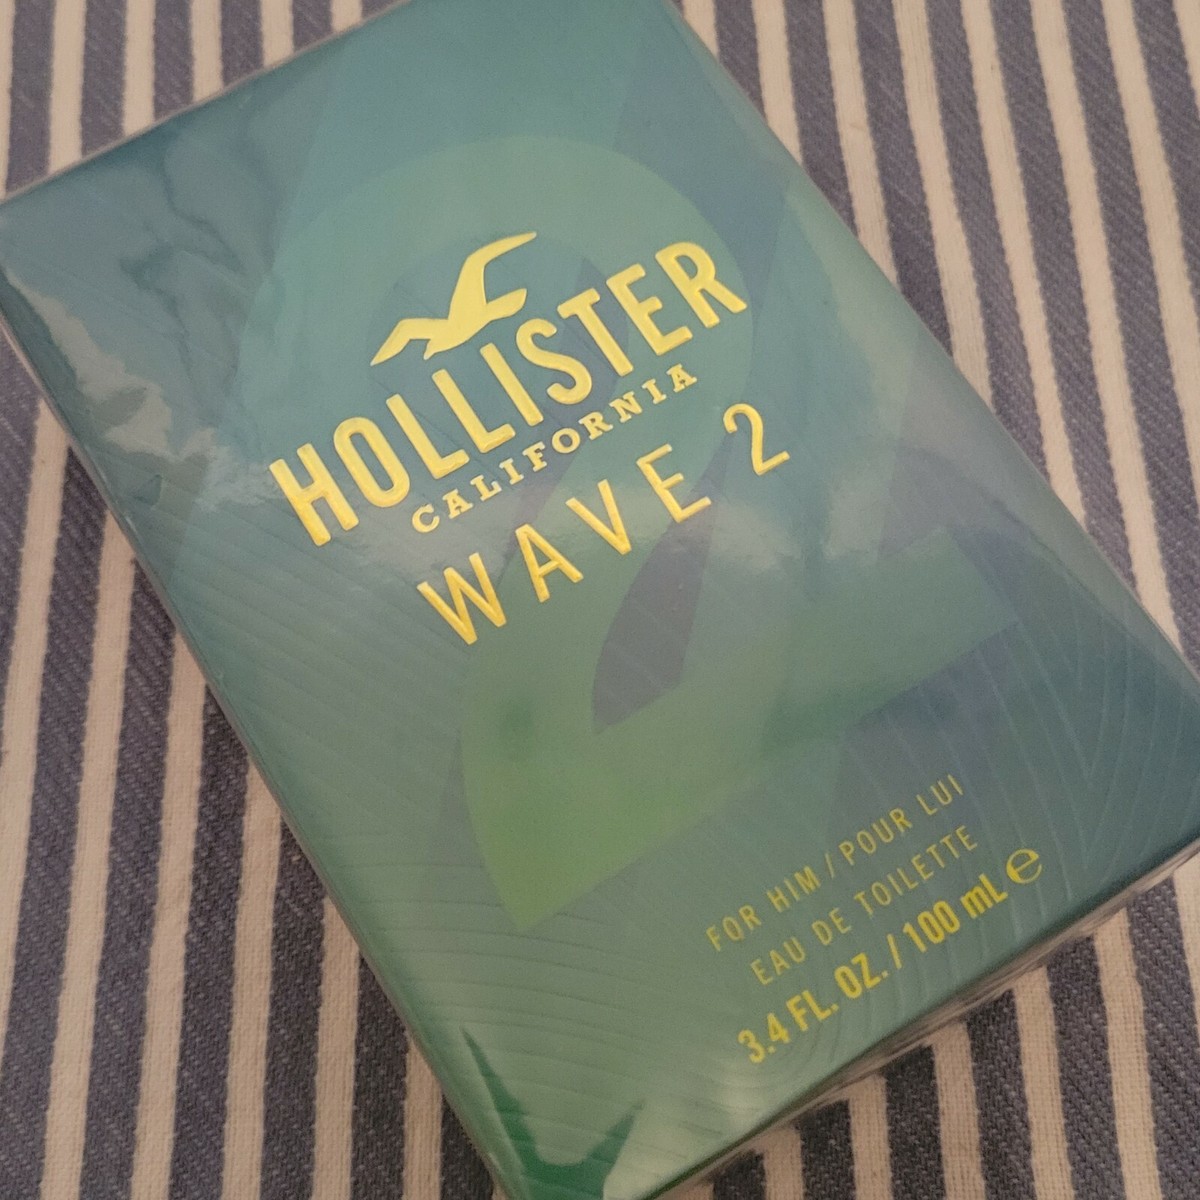 HOLLISTER
CALIFORNIA
WAVE 2
FOR HIM / POUR LUI
EAU DE TOILETTE
3.4 FL. OZ. / 100 mL ℮